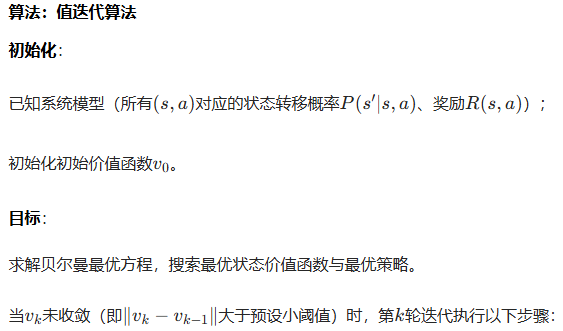 算法：值迭代算法
初始化：
已知系统模型（所有(s, a)对应的状态转移概率P(s′|s, a)、奖励R(s, a)）；
初始化初始价值函数v₀。
目标：
求解贝尔曼最优方程，搜索最优状态价值函数与最优策略。
当vₖ未收敛（即‖vₖ − vₖ₋₁‖大于预设小阈值）时，第k轮迭代执行以下步骤：